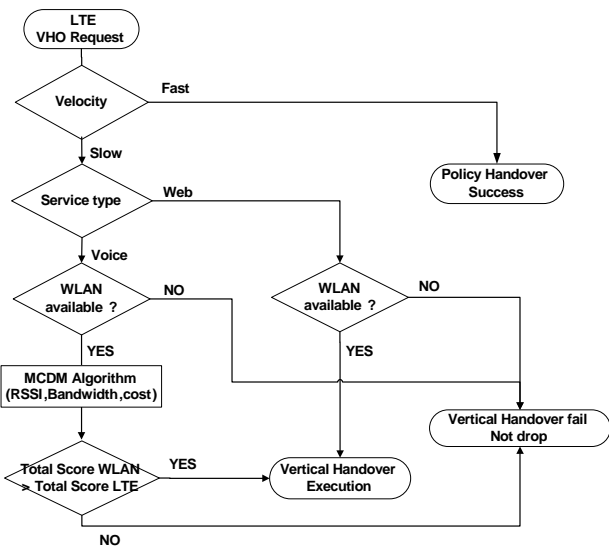 LTE
VHO Request
Velocity
Fast
Slow
Policy Handover
Success
Service type
Web
Voice
WLAN
available ?
NO
WLAN
available ?
NO
YES
YES
MCDM Algorithm
(RSSI,Bandwidth,cost)
Vertical Handover fail
Not drop
Total Score WLAN
> Total Score LTE
YES
Vertical Handover
Execution
NO